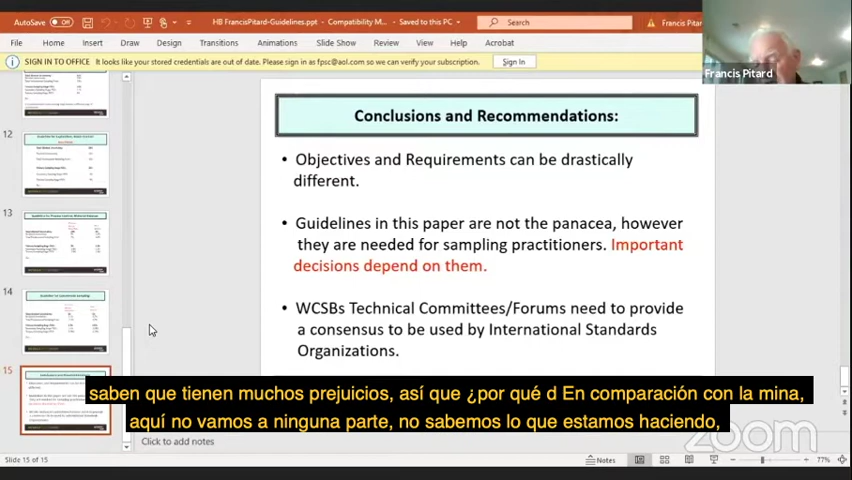 AutoSave Off
HB FrancisPitard-Guidelines.ppt - Compatibility M... - Saved to this PC
Search
Francis Pitard
File Home Insert Draw Design Transitions Animations Slide Show Review View Help Acrobat
SIGN IN TO OFFICE It looks like your stored credentials are out of date. Please sign in as fpsc@aol.com so we can verify your subscription. Sign In
Francis Pitard
12
13
14
15
Conclusions and Recommendations:
• Objectives and Requirements can be drastically
different.
• Guidelines in this paper are not the panacea, however
they are needed for sampling practitioners. Important
decisions depend on them.
• WCSBs Technical Committees/Forums need to provide
a consensus to be used by International Standards
Organizations.
saben que tienen muchos prejuicios, así que ¿por qué d En comparación con la mina,
aquí no vamos a ninguna parte, no sabemos lo que estamos haciendo,
Click to add notes
zoom
Slide 15 of 15
Notes
77%